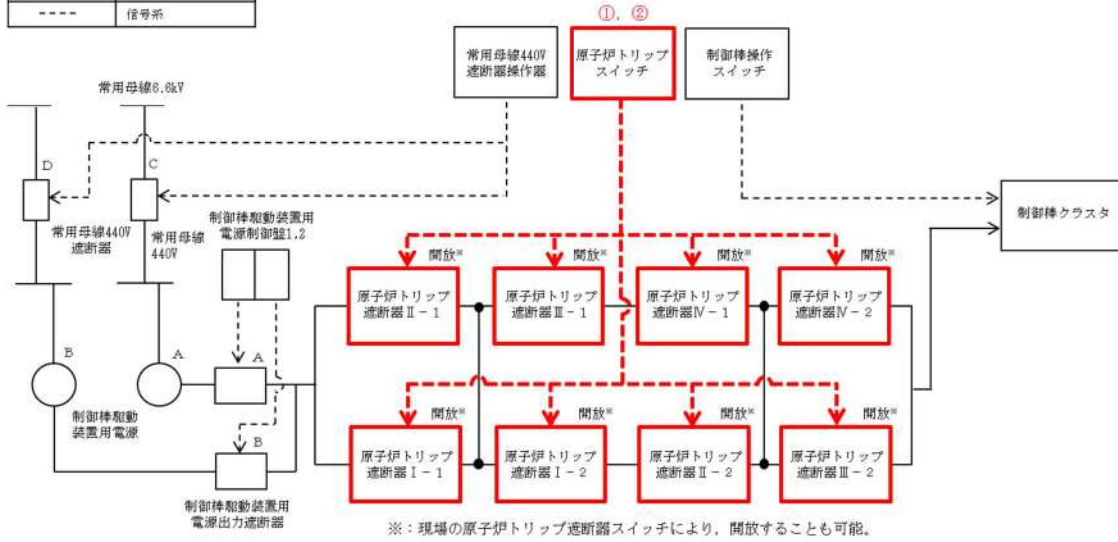 信号系
①，②
常用母線440V
遮断器操作器
原子炉トリップ
スイッチ
制御棒操作
スイッチ
常用母線6.6kV
D
C
制御棒クラスタ
常用母線440V
遮断器
常用母線
440V
制御棒駆動装置用
電源制御盤1,2
開放※
開放※
開放※
開放※
原子炉トリップ
遮断器Ⅱ－1
原子炉トリップ
遮断器Ⅲ－1
原子炉トリップ
遮断器Ⅳ－1
原子炉トリップ
遮断器Ⅳ－2
B
A
A
制御棒駆動
装置用電源
B
開放※
開放※
開放※
開放※
原子炉トリップ
遮断器Ⅰ－1
原子炉トリップ
遮断器Ⅰ－2
原子炉トリップ
遮断器Ⅱ－2
原子炉トリップ
遮断器Ⅲ－2
制御棒駆動装置用
電源出力遮断器
※：現場の原子炉トリップ遮断器スイッチにより，開放することも可能。